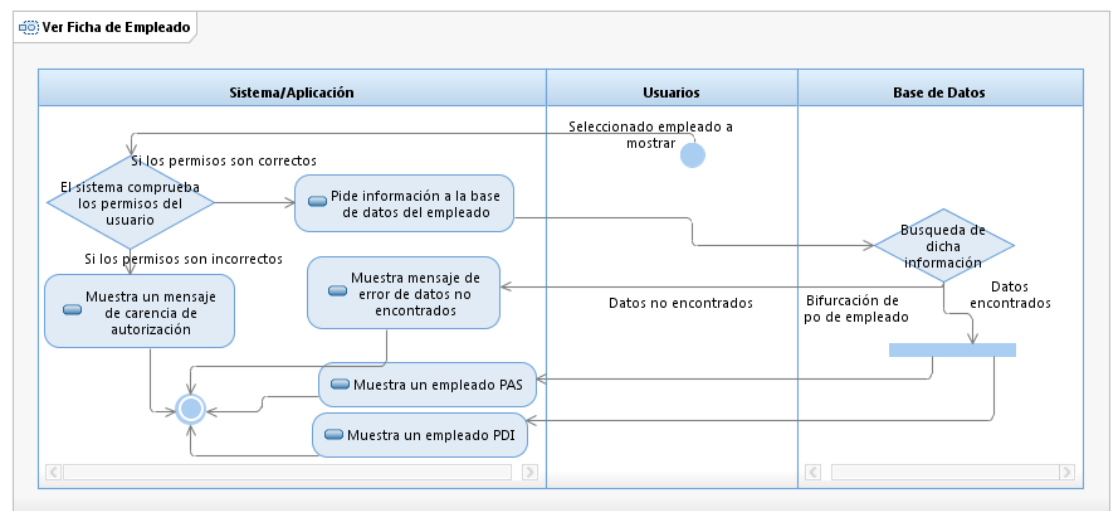 Ver Ficha de Empleado
Sistema/Aplicación
Usuarios
Base de Datos
Seleccionado empleado a
mostrar
Si los permisos son correctos
El sistema comprueba
los permisos del
usuario
Pide información a la base
de datos del empleado
Busqueda de
dicha
información
Si los permisos son incorrectos
Muestra un mensaje
de carencia de
autorización
Muestra mensaje de
error de datos no
encontrados
Datos no encontrados
Bifurcación de
po de empleado
Datos
encontrados
Muestra un empleado PAS
Muestra un empleado PDI